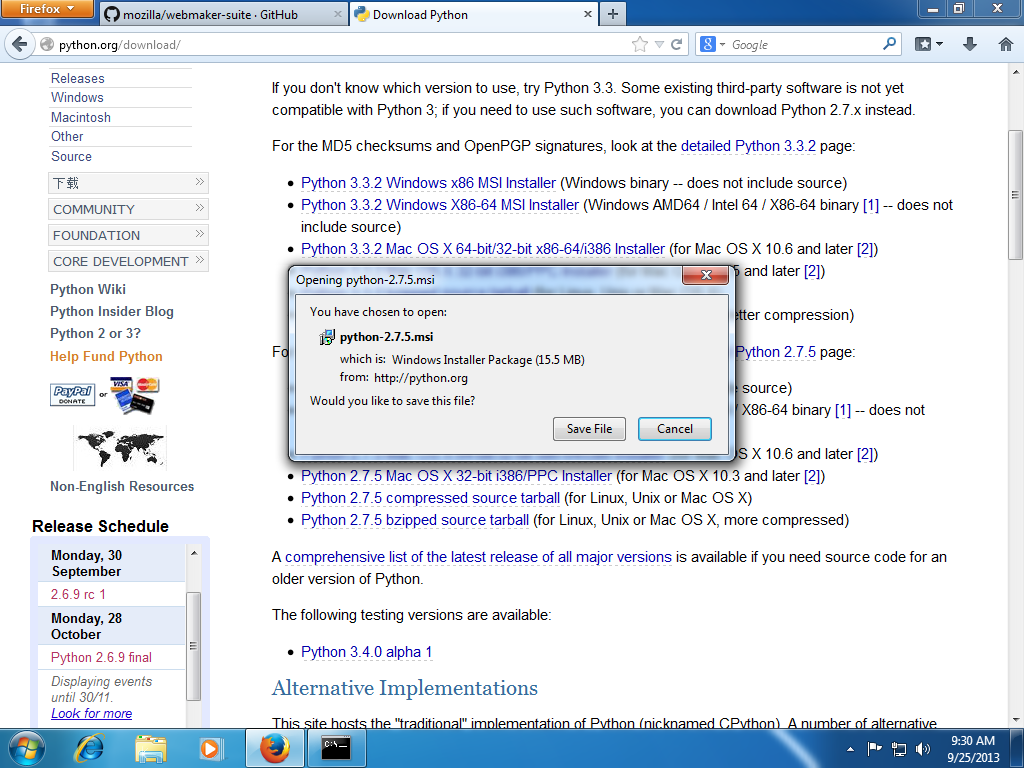 Firefox
mozilla/webmaker-suite · GitHub
Download Python
python.org/download/
Google
Releases
Windows
Macintosh
Other
Source
下载
COMMUNITY
FOUNDATION
CORE DEVELOPMENT
Python Wiki
Python Insider Blog
Python 2 or 3?
Help Fund Python
PayPal
DONATE
or
VISA
Non-English Resources
Release Schedule
Monday, 30
September
2.6.9 rc 1
Monday, 28
October
Python 2.6.9 final
Displaying events
until 30/11.
Look for more
If you don't know which version to use, try Python 3.3. Some existing third-party software is not yet
compatible with Python 3; if you need to use such software, you can download Python 2.7.x instead.
For the MD5 checksums and OpenPGP signatures, look at the detailed Python 3.3.2 page:
Python 3.3.2 Windows x86 MSI Installer (Windows binary -- does not include source)
Python 3.3.2 Windows X86-64 MSI Installer (Windows AMD64 / Intel 64 / X86-64 binary [1] -- does not
include source)
Python 3.3.2 Mac OS X 64-bit/32-bit x86-64/i386 Installer (for Mac OS X 10.6 and later [2])
and later [2])
etter compression)
Fo
Python 2.7.5 page:
source)
/ X86-64 binary [1] -- does not
S X 10.6 and later [2])
Opening python-2.7.5.msi
You have chosen to open:
python-2.7.5.msi
which is: Windows Installer Package (15.5 MB)
from: http://python.org
Would you like to save this file?
Save File
Cancel
Python 2.7.5 Mac OS X 32-bit i386/PPC Installer (for Mac OS X 10.3 and later [2])
Python 2.7.5 compressed source tarball (for Linux, Unix or Mac OS X)
Python 2.7.5 bzipped source tarball (for Linux, Unix or Mac OS X, more compressed)
A comprehensive list of the latest release of all major versions is available if you need source code for an
older version of Python.
The following testing versions are available:
Python 3.4.0 alpha 1
Alternative Implementations
This site hosts the "traditional" implementation of Python (nicknamed CPython). A number of alternative
9:30 AM
9/25/2013